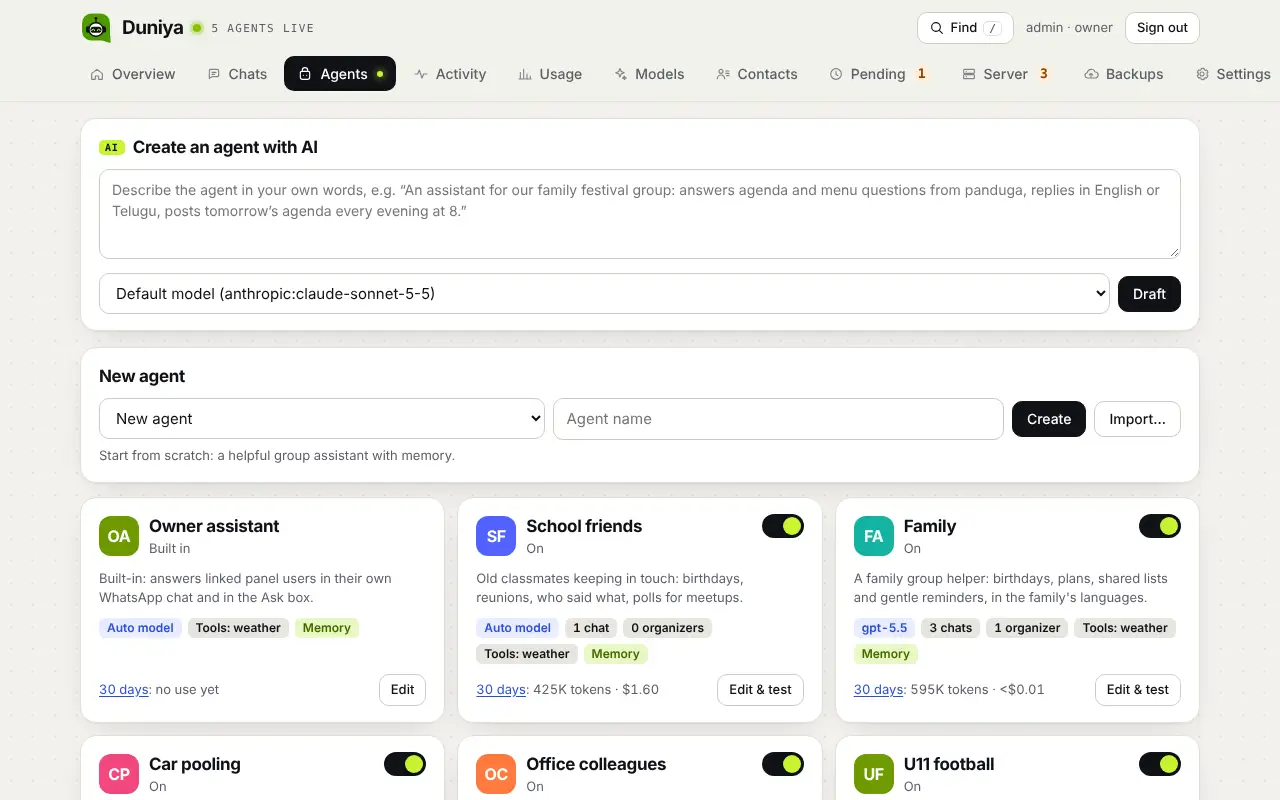 Duniya 5 AGENTS LIVE Find / admin · owner Sign out
Overview Chats Agents Activity Usage Models Contacts Pending 1 Server 3 Backups Settings
AI Create an agent with AI
Describe the agent in your own words, e.g. “An assistant for our family festival group: answers agenda and menu questions from panduga, replies in English or
Telugu, posts tomorrow’s agenda every evening at 8.”
Default model (anthropic:claude-sonnet-5-5) Draft
New agent
New agent Agent name Create Import...
Start from scratch: a helpful group assistant with memory.
OA Owner assistant
Built in
Built-in: answers linked panel users in their own
WhatsApp chat and in the Ask box.
Auto model Tools: weather Memory
30 days: no use yet Edit
SF School friends
On
Old classmates keeping in touch: birthdays,
reunions, who said what, polls for meetups.
Auto model 1 chat 0 organizers
Tools: weather Memory
30 days: 425K tokens · $1.60 Edit & test
FA Family
On
A family group helper: birthdays, plans, shared lists
and gentle reminders, in the family's languages.
gpt-5.5 3 chats 1 organizer Tools: weather
Memory
30 days: 595K tokens · <$0.01 Edit & test
CP Car pooling
On
OC Office colleagues
On
UF U11 football
On